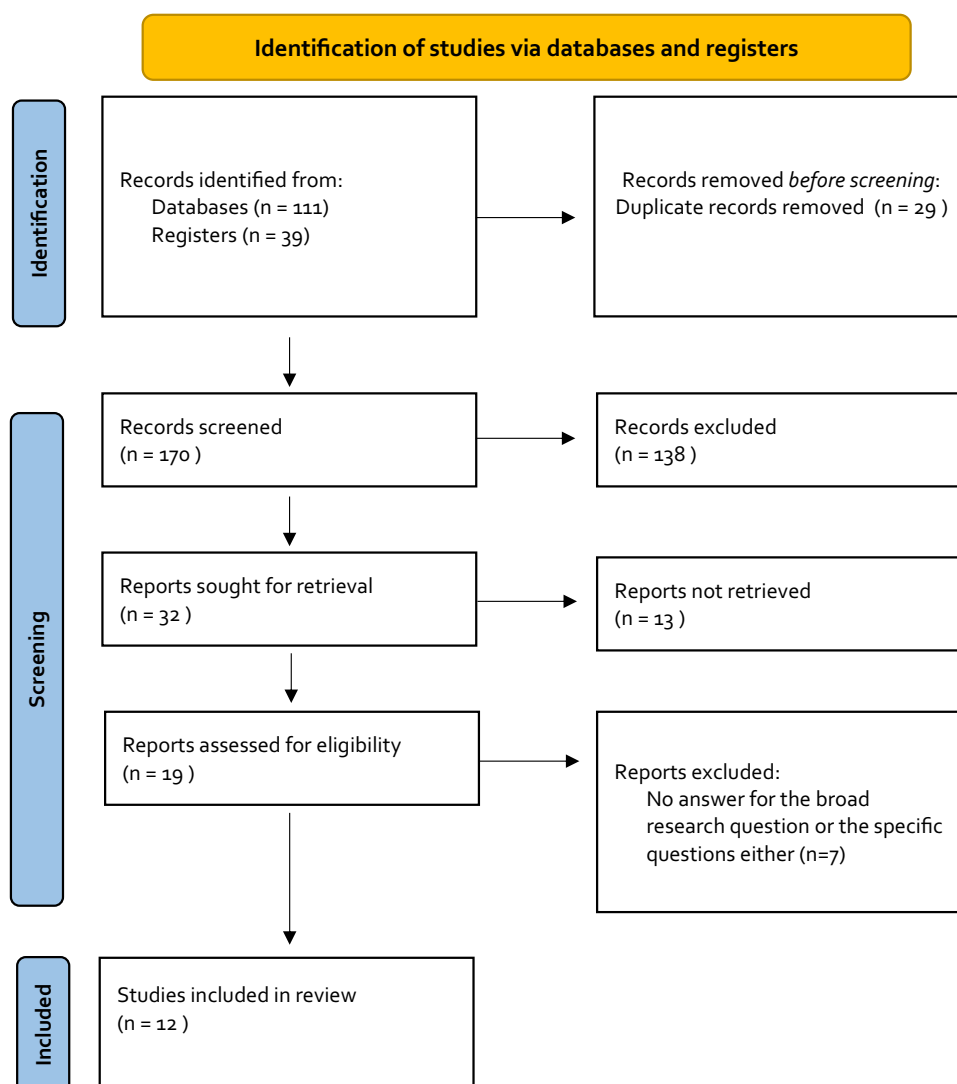 Identification of studies via databases and registers
Identification
Records identified from:
Databases (n = 111)
Registers (n = 39)
Records removed before screening:
Duplicate records removed (n = 29 )
Screening
Records screened
(n = 170 )
Records excluded
(n = 138 )
Reports sought for retrieval
(n = 32 )
Reports not retrieved
(n = 13 )
Reports assessed for eligibility
(n = 19 )
Reports excluded:
No answer for the broad
research question or the specific
questions either (n=7)
Included
Studies included in review
(n = 12 )